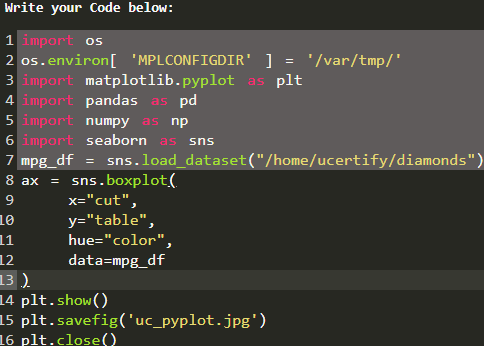 Write your Code below:
1 import os
2 os.environ[ 'MPLCONFIGDIR' ] = '/var/tmp/'
3 import matplotlib.pyplot as plt
4 import pandas as pd
5 import numpy as np
6 import seaborn as sns
7 mpg_df = sns.load_dataset("/home/ucertify/diamonds")
8 ax = sns.boxplot(
9 x="cut",
10 y="table",
11 hue="color",
12 data=mpg_df
13 )
14 plt.show()
15 plt.savefig('uc_pyplot.jpg')
16 plt.close()